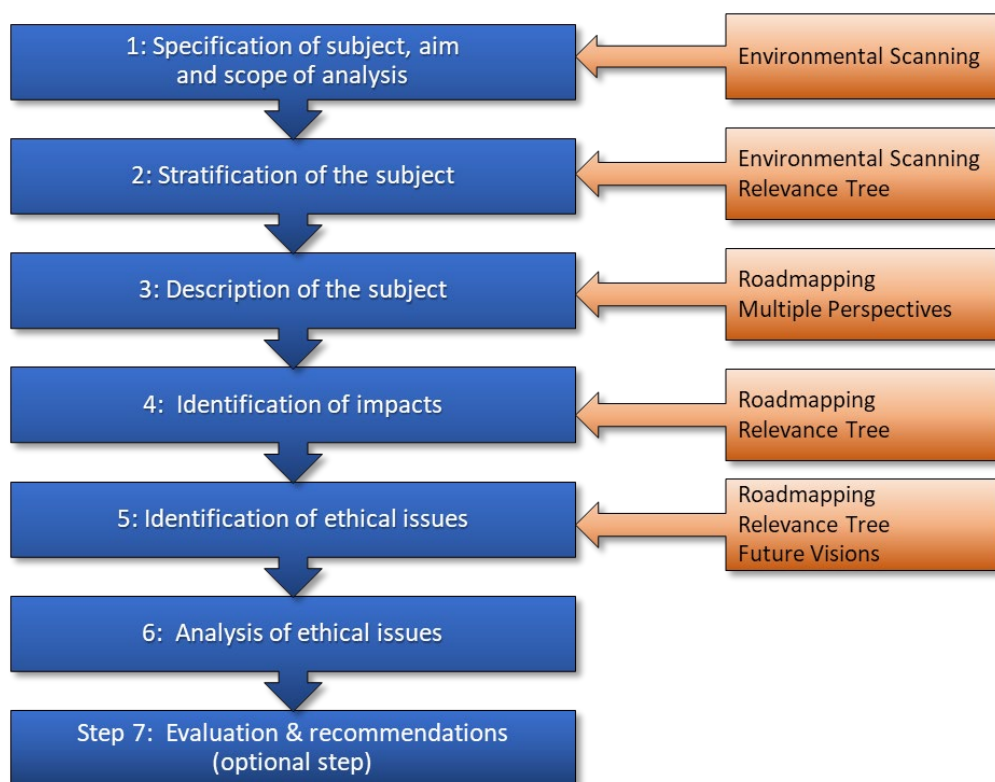 1: Specification of subject, aim
and scope of analysis
Environmental Scanning
2: Stratification of the subject
Environmental Scanning
Relevance Tree
3: Description of the subject
Roadmapping
Multiple Perspectives
4:  Identification of impacts
Roadmapping
Relevance Tree
5: Identification of ethical issues
Roadmapping
Relevance Tree
Future Visions
6:  Analysis of ethical issues
Step 7:  Evaluation & recommendations
(optional step)